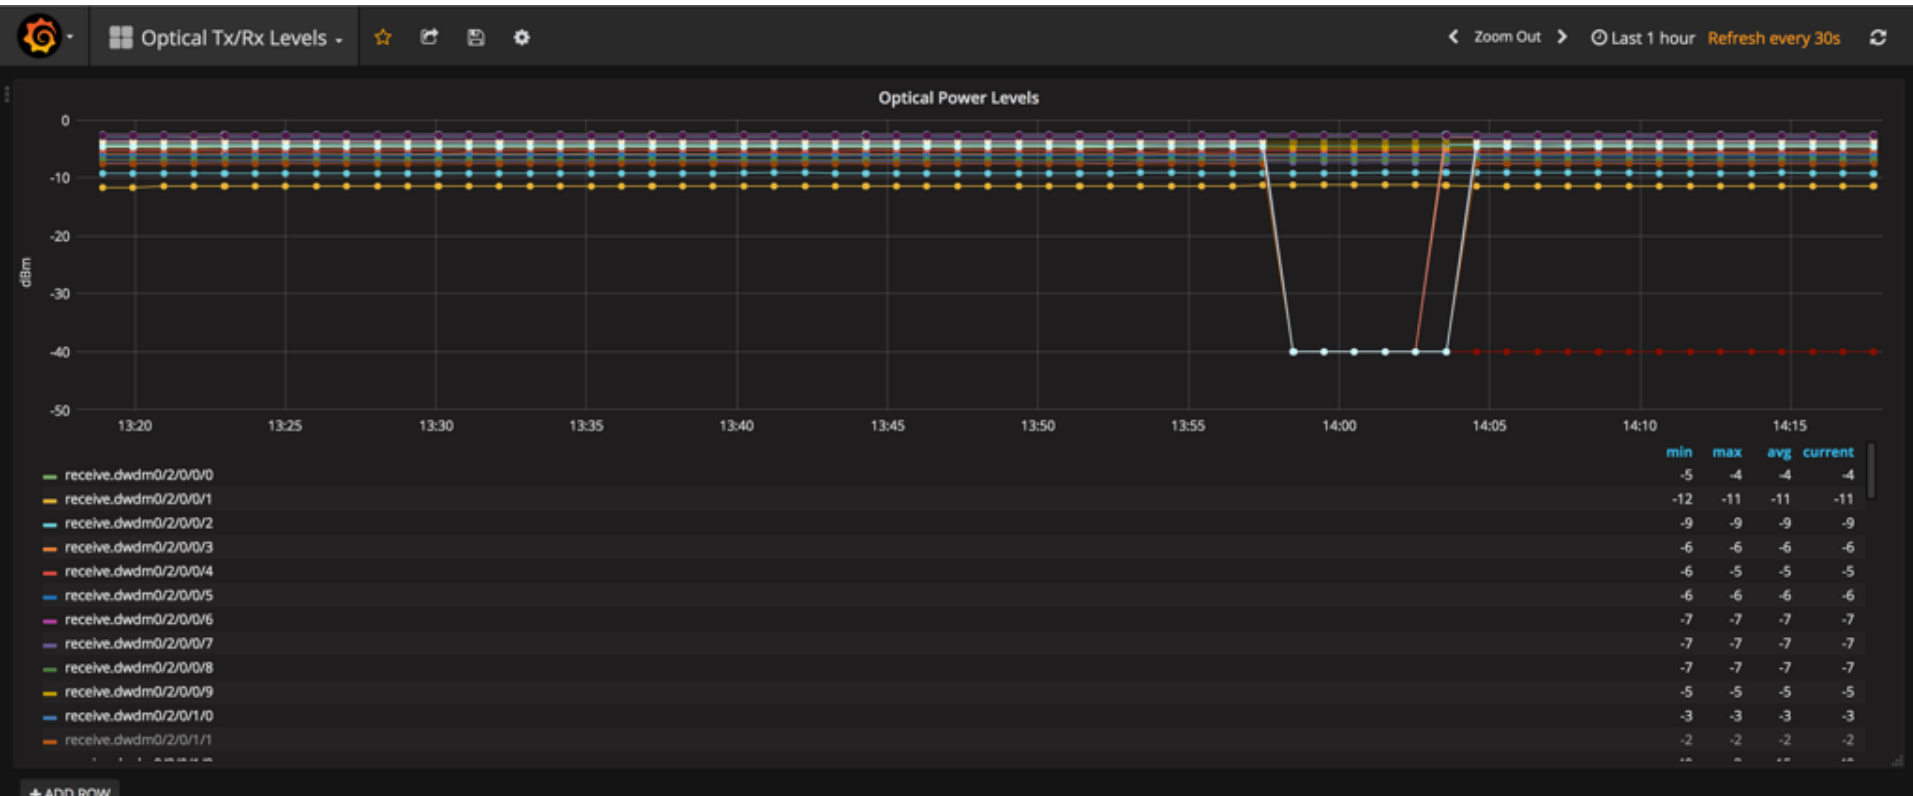 Optical Tx/Rx Levels
Zoom Out Last 1 hour Refresh every 30s
Optical Power Levels
0
-10
-20
-30
-40
-50
dBm
13:20 13:25 13:30 13:35 13:40 13:45 13:50 13:55 14:00 14:05 14:10 14:15
min max avg current
receive.dwdm0/2/0/0/0 -5 -4 -4 -4
receive.dwdm0/2/0/0/1 -12 -11 -11 -11
receive.dwdm0/2/0/0/2 -9 -9 -9 -9
receive.dwdm0/2/0/0/3 -6 -6 -6 -6
receive.dwdm0/2/0/0/4 -6 -5 -5 -5
receive.dwdm0/2/0/0/5 -6 -6 -6 -6
receive.dwdm0/2/0/0/6 -7 -7 -7 -7
receive.dwdm0/2/0/0/7 -7 -7 -7 -7
receive.dwdm0/2/0/0/8 -7 -7 -7 -7
receive.dwdm0/2/0/0/9 -5 -5 -5 -5
receive.dwdm0/2/0/1/0 -3 -3 -3 -3
receive.dwdm0/2/0/1/1 -2 -2 -2 -2
+ ADD ROW